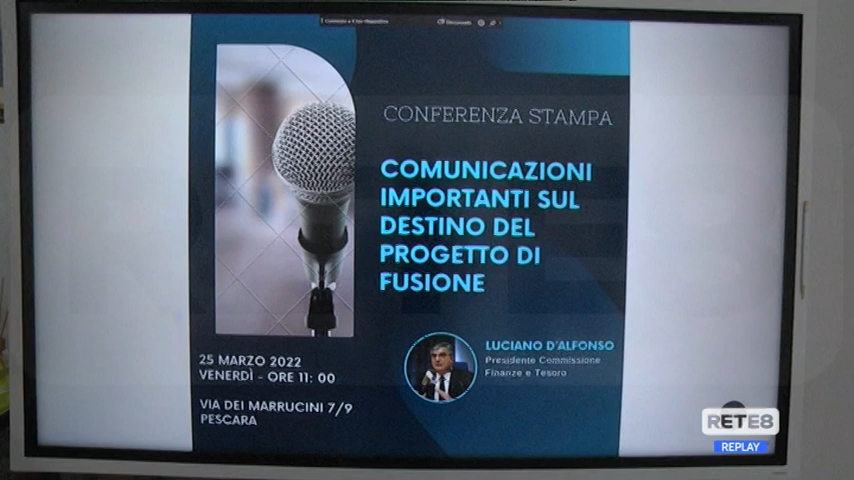 CONFERENZA STAMPA
COMUNICAZIONI
IMPORTANTI SUL
DESTINO DEL
PROGETTO DI
FUSIONE
LUCIANO D'ALFONSO
Presidente Commissione
Finanze e Tesoro
25 MARZO 2022
VENERDÌ - ORE 11: 00
VIA DEI MARRUCINI 7/9
PESCARA
RETE8
REPLAY